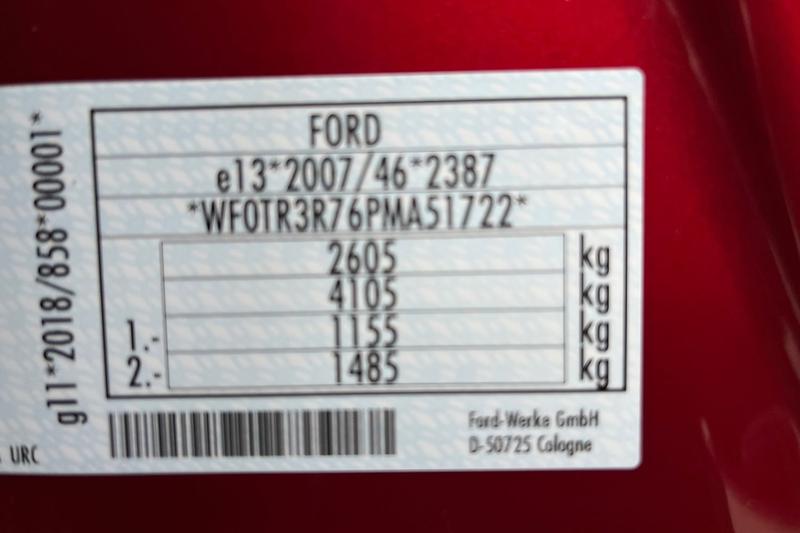 FORD
e13*2007/46*2387
*WF0TR3R76PMA51722*
2605 kg
4105 kg
1.- 1155 kg
2.- 1485 kg
g11*2018/858*00001*
URC
Ford-Werke GmbH
D-50725 Cologne